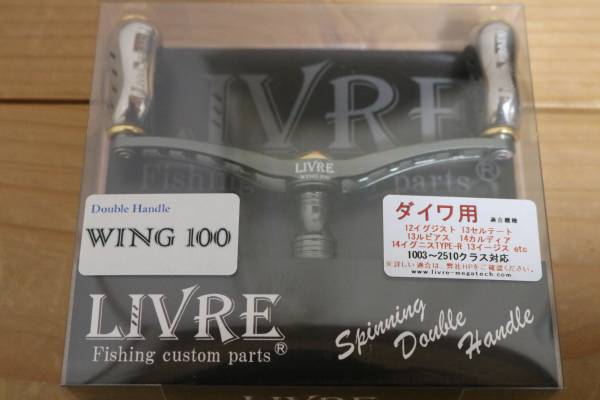 LIVRE
Fishing parts®
LIVRE
WING 100
Double Handle
WING 100
ダイワ用 適合機種
12イグジスト 13セルテート
13ルビアス 14カルディア
14イグニスTYPE-R 13イージス etc
1003～2510クラス対応
※詳しい適合は、弊社HPをご確認ください。
www.livre-megatech.com
LIVRE
Fishing custom parts®
Spinning
Double
Handle
LIVRE